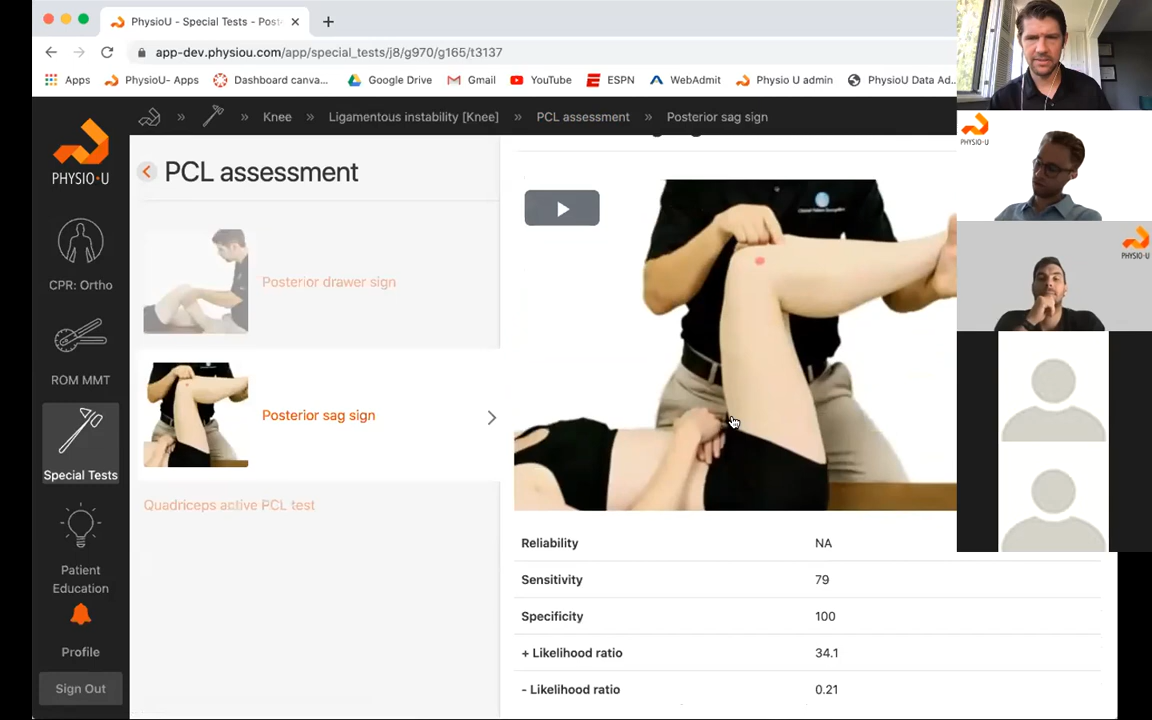 PhysioU - Special Tests - Post
app-dev.physiou.com/app/special_tests/j8/g970/g165/t3137
Apps
PhysioU- Apps
Dashboard canva...
Google Drive
Gmail
YouTube
ESPN
WebAdmit
Physio U admin
PhysioU Data Ad..
» » Knee » Ligamentous instability [Knee] » PCL assessment » Posterior sag sign
PHYSIO·U
CPR: Ortho
ROM MMT
Special Tests
Patient
Education
Profile
Sign Out
PCL assessment
Posterior drawer sign
Posterior sag sign
Quadriceps active PCL test
Reliability NA
Sensitivity 79
Specificity 100
+ Likelihood ratio 34.1
- Likelihood ratio 0.21
PHYSIO·U
PHYSIO·U